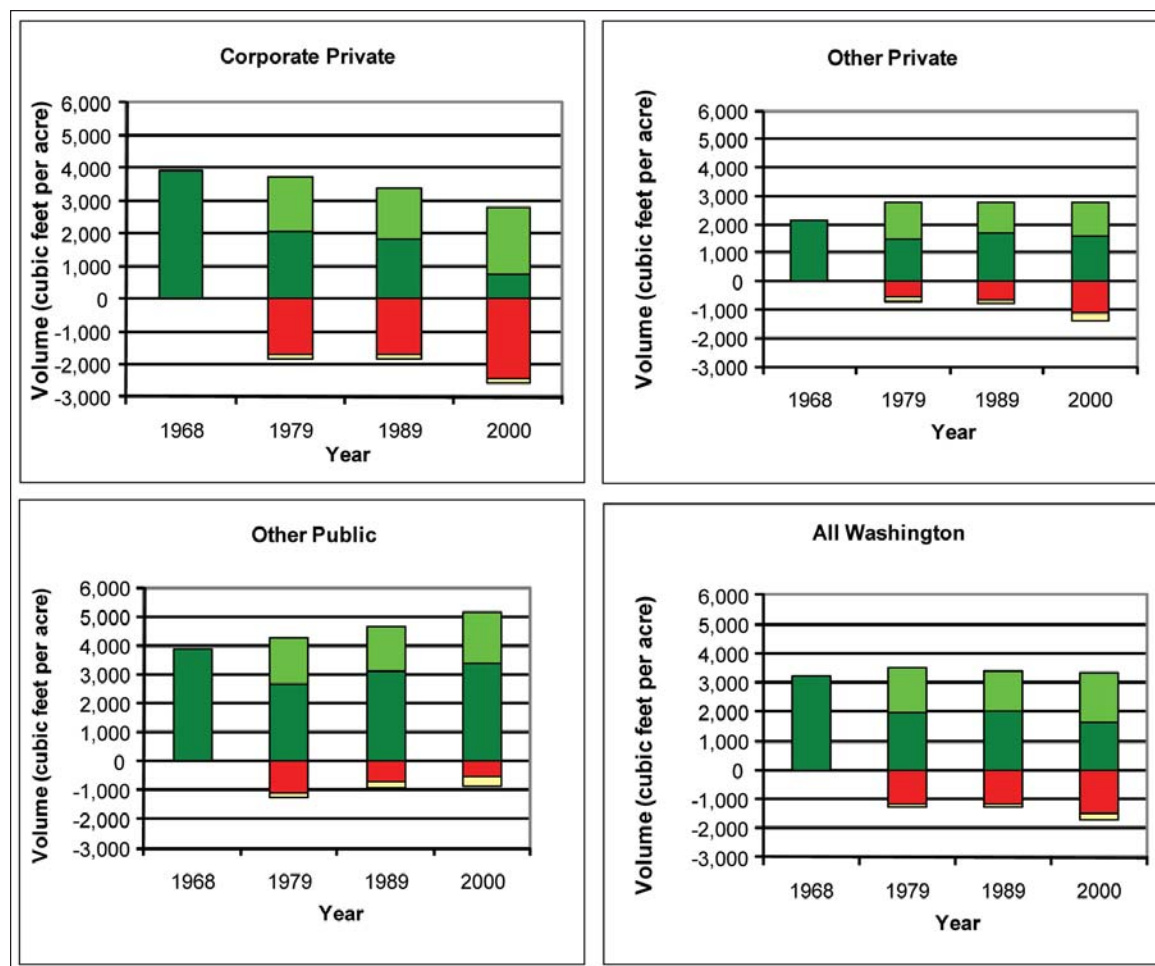 Corporate Private
Volume (cubic feet per acre)
6,000
5,000
4,000
3,000
2,000
1,000
0
-1,000
-2,000
-3,000
1968 1979 1989 2000
Year
Other Private
Volume (cubic feet per acre)
6,000
5,000
4,000
3,000
2,000
1,000
0
-1,000
-2,000
-3,000
1968 1979 1989 2000
Year
Other Public
Volume (cubic feet per acre)
6,000
5,000
4,000
3,000
2,000
1,000
0
-1,000
-2,000
-3,000
1968 1979 1989 2000
Year
All Washington
Volume (cubic feet per acre)
6,000
5,000
4,000
3,000
2,000
1,000
0
-1,000
-2,000
-3,000
1968 1979 1989 2000
Year